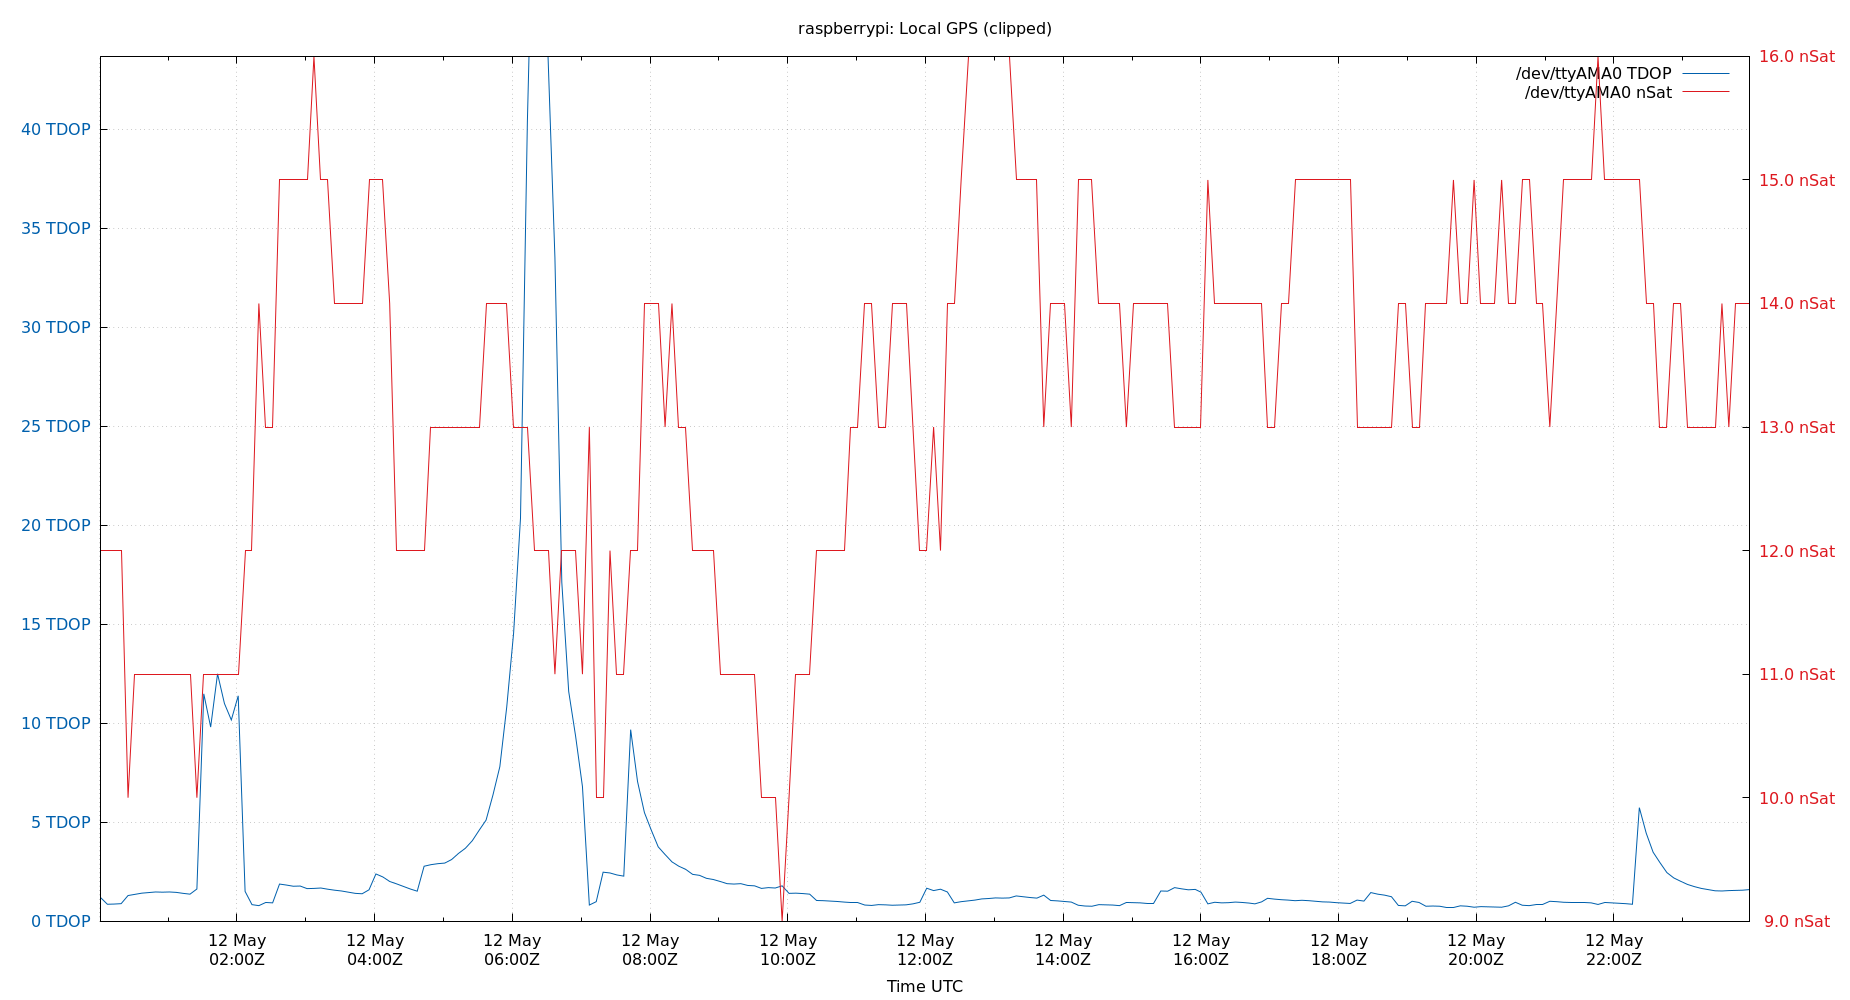 raspberrypi: Local GPS (clipped)
/dev/ttyAMA0 TDOP
/dev/ttyAMA0 nSat
40 TDOP
35 TDOP
30 TDOP
25 TDOP
20 TDOP
15 TDOP
10 TDOP
5 TDOP
0 TDOP
16.0 nSat
15.0 nSat
14.0 nSat
13.0 nSat
12.0 nSat
11.0 nSat
10.0 nSat
9.0 nSat
12 May
02:00Z
12 May
04:00Z
12 May
06:00Z
12 May
08:00Z
12 May
10:00Z
12 May
12:00Z
12 May
14:00Z
12 May
16:00Z
12 May
18:00Z
12 May
20:00Z
12 May
22:00Z
Time UTC